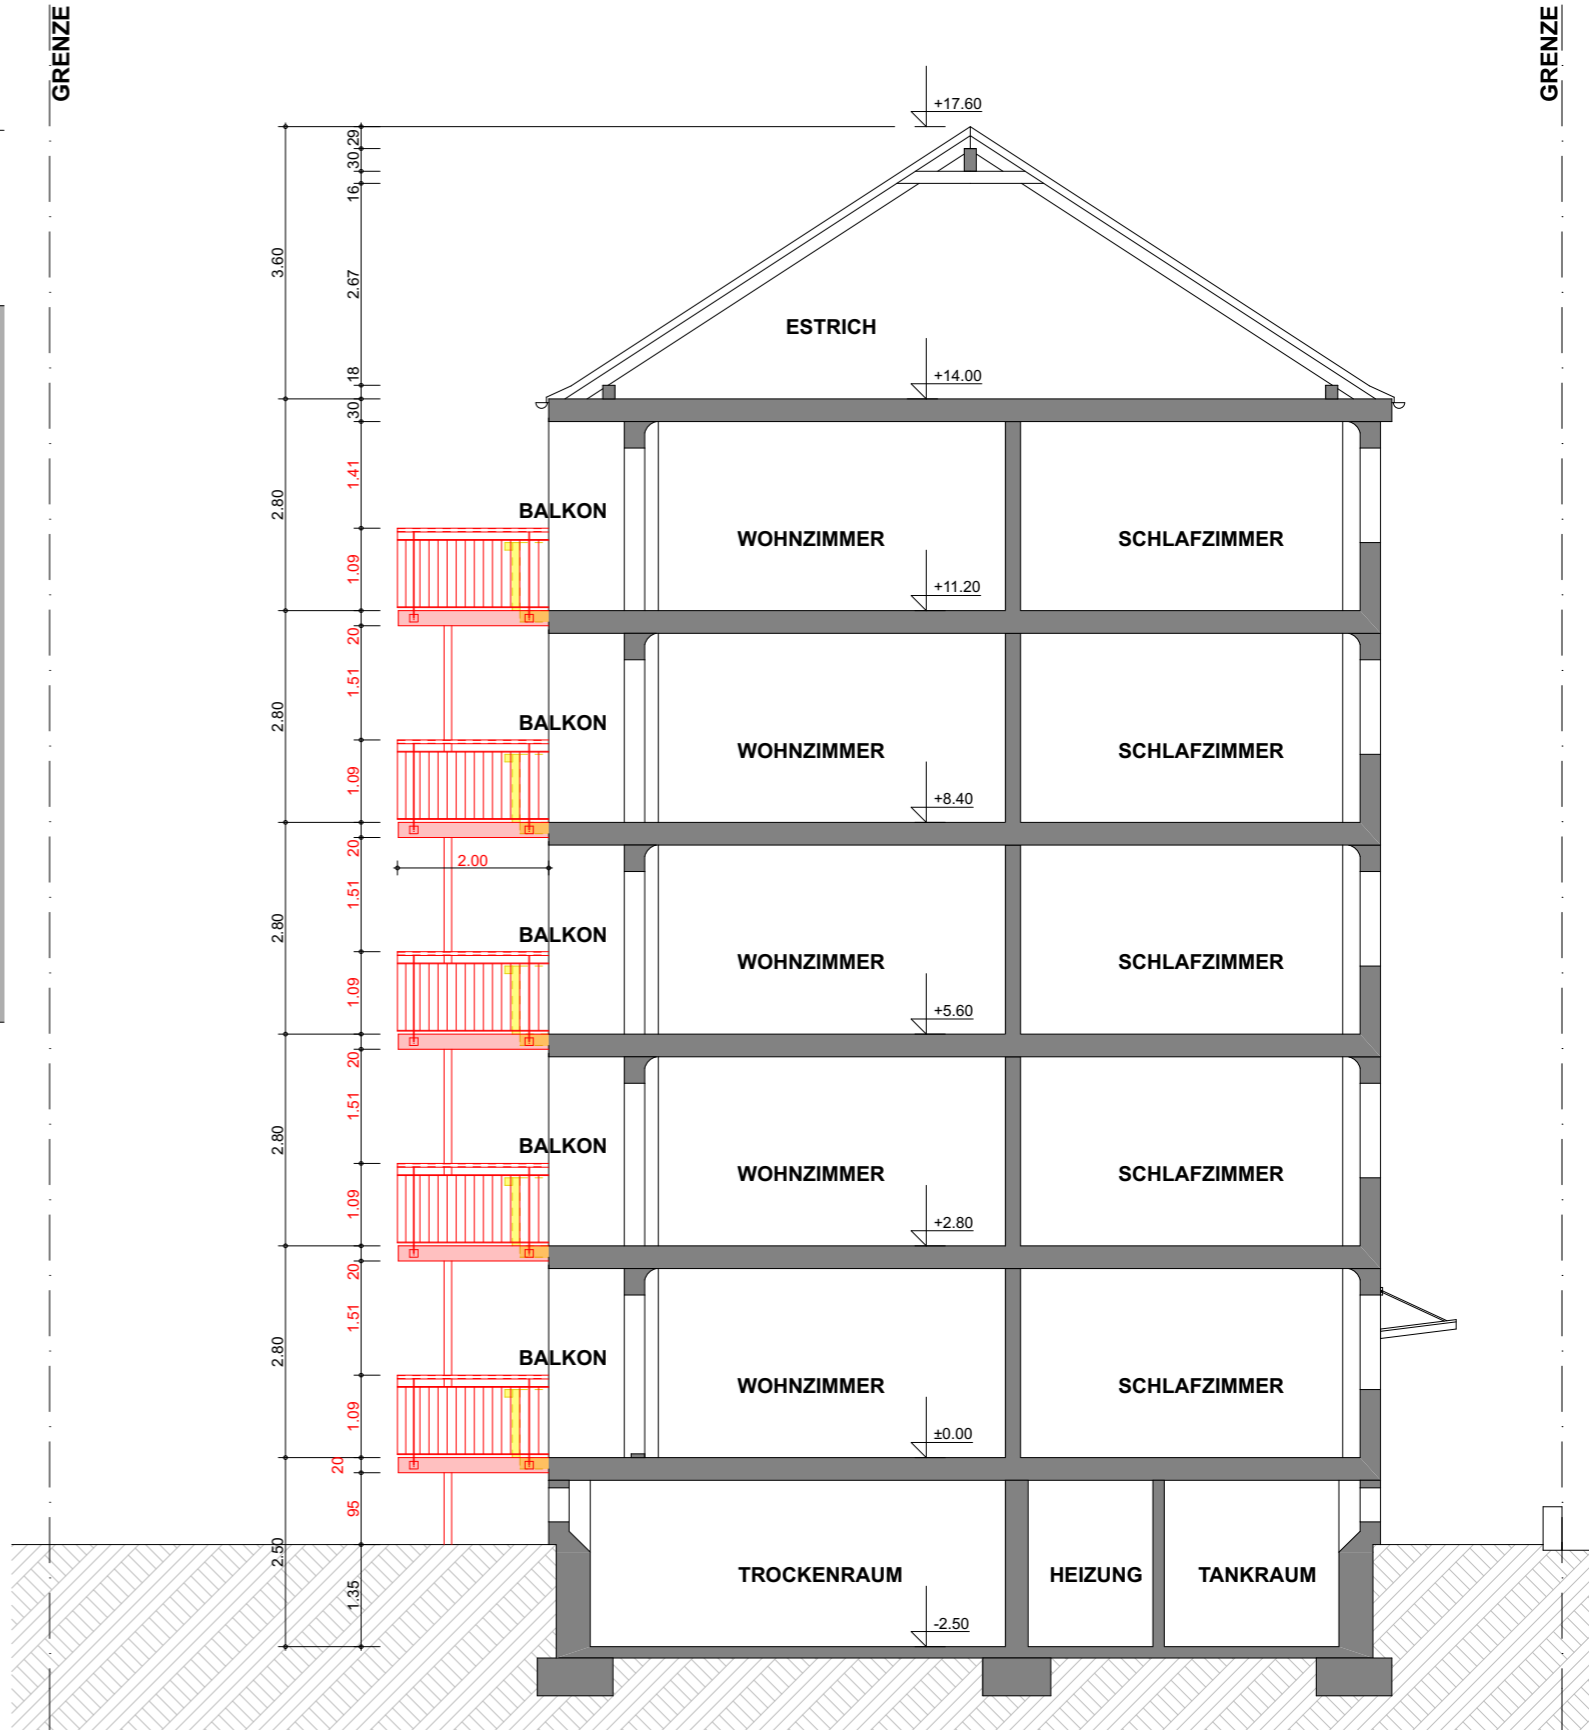 GRENZE
GRENZE
+17.60
29
30
16
3.60
2.67
ESTRICH
18
+14.00
30
1.41
2.80
BALKON
WOHNZIMMER
SCHLAFZIMMER
1.09
+11.20
20
1.51
2.80
BALKON
WOHNZIMMER
SCHLAFZIMMER
1.09
+8.40
20
2.00
1.51
2.80
BALKON
WOHNZIMMER
SCHLAFZIMMER
1.09
+5.60
20
1.51
2.80
BALKON
WOHNZIMMER
SCHLAFZIMMER
1.09
+2.80
20
1.51
2.80
BALKON
WOHNZIMMER
SCHLAFZIMMER
1.09
±0.00
20
95
2.50
TROCKENRAUM
HEIZUNG
TANKRAUM
1.35
-2.50